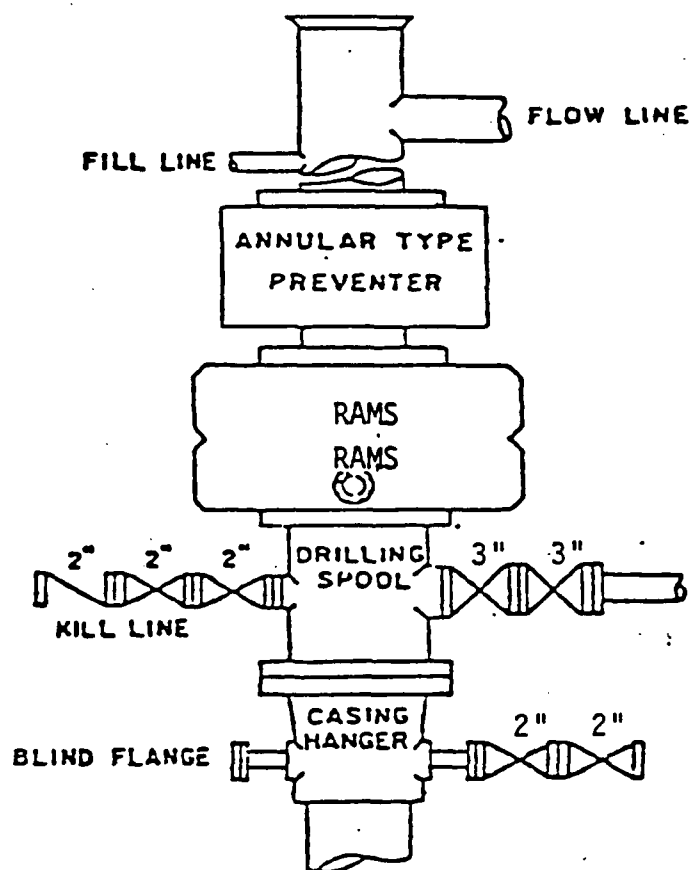 FLOW LINE
FILL LINE
ANNULAR TYPE
PREVENTER
RAMS
RAMS
2" 2" 2"
DRILLING
SPOOL
3" 3"
KILL LINE
CASING
HANGER
2" 2"
BLIND FLANGE